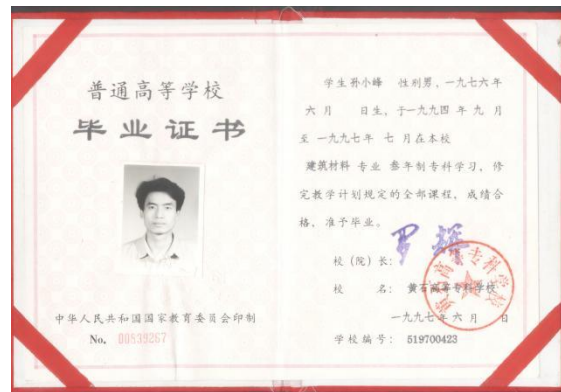 普通高等学校
毕业证书
中华人民共和国国家教育委员会印制
No. 00839267
学生孙小峰 性别男，一九七六年
六月 日生，于一九九四年九月
至一九九七年 七月在本校
建筑材料 专业 叁年制专科学习，修
完教学计划规定的全部课程，成绩合
格，准予毕业。
校（院）长：
校 名： 黄石高等专科学校
一九九七年六月 日
学校编号： 519700423